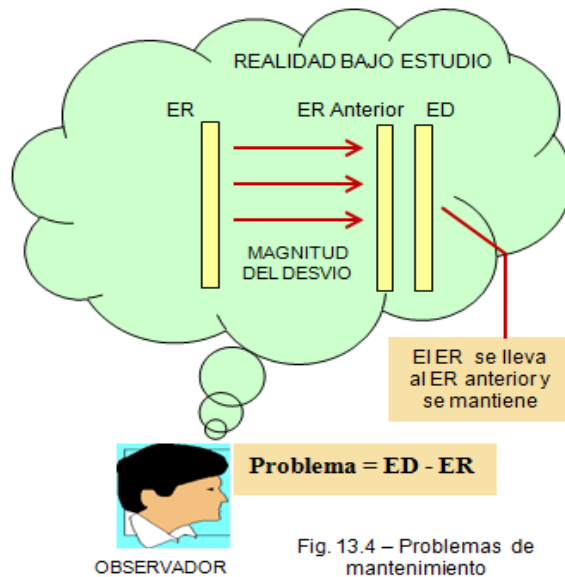 REALIDAD BAJO ESTUDIO
ER
ER Anterior
ED
MAGNITUD
DEL DESVIO
El ER se lleva
al ER anterior y
se mantiene
Problema = ED - ER
OBSERVADOR
Fig. 13.4 – Problemas de
mantenimiento